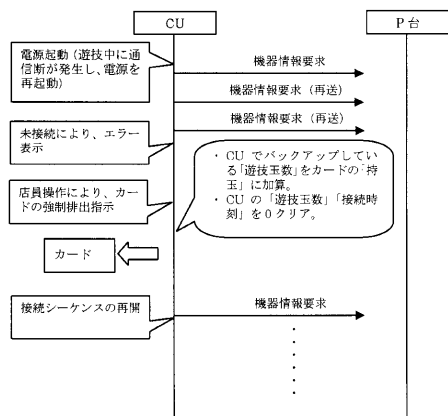 CU
P台
電源起動（遊技中に通
信断が発生し、電源を
再起動）
機器情報要求
機器情報要求（再送）
機器情報要求（再送）
未接続により、エラー
表示
・CUでバックアップしてい
る「遊技玉数」をカードの「持
玉」に加算。
・CUの「遊技玉数」「接続時
刻」を0クリア。
店員操作により、カー
ドの強制排出指示
カード
接続シーケンスの再開
機器情報要求